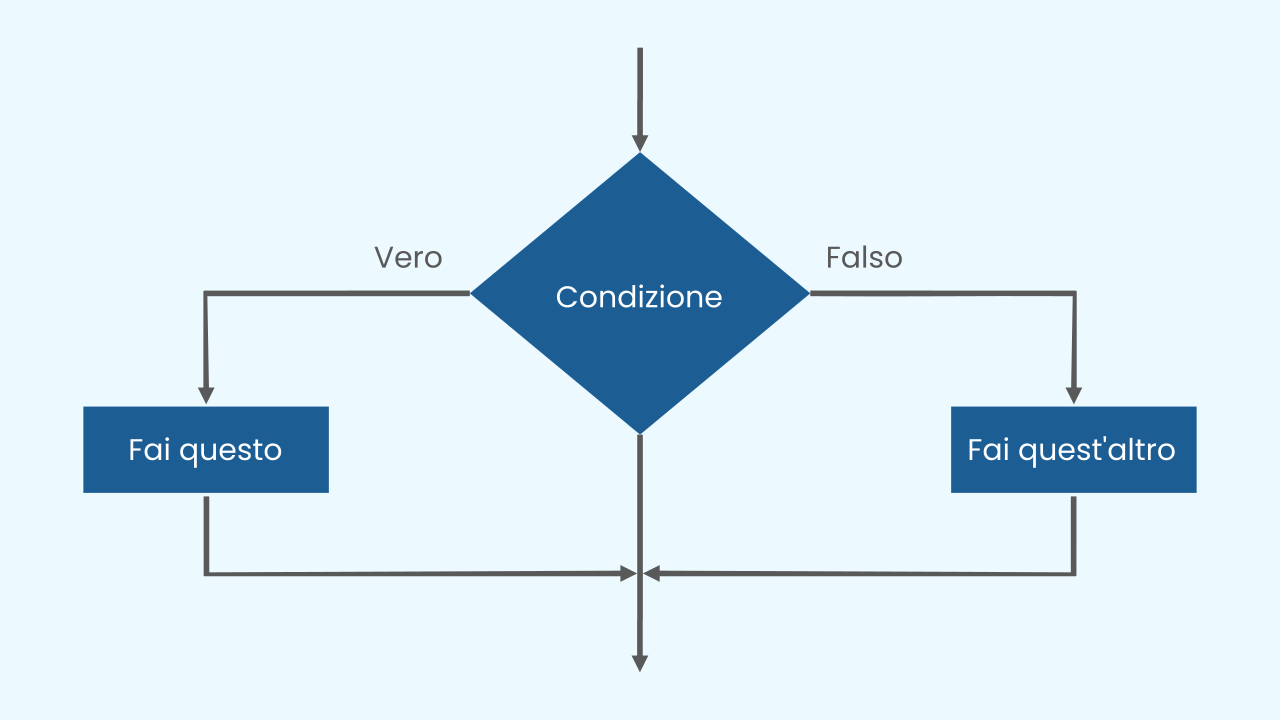 Vero
Falso
Condizione
Fai questo
Fai quest'altro